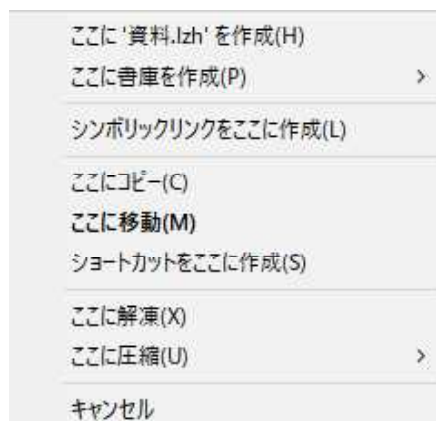 ここに '資料.lzh' を作成(H)
ここに書庫を作成(P)
シンボリックリンクをここに作成(L)
ここにコピー(C)
ここに移動(M)
ショートカットをここに作成(S)
ここに解凍(X)
ここに圧縮(U)
キャンセル